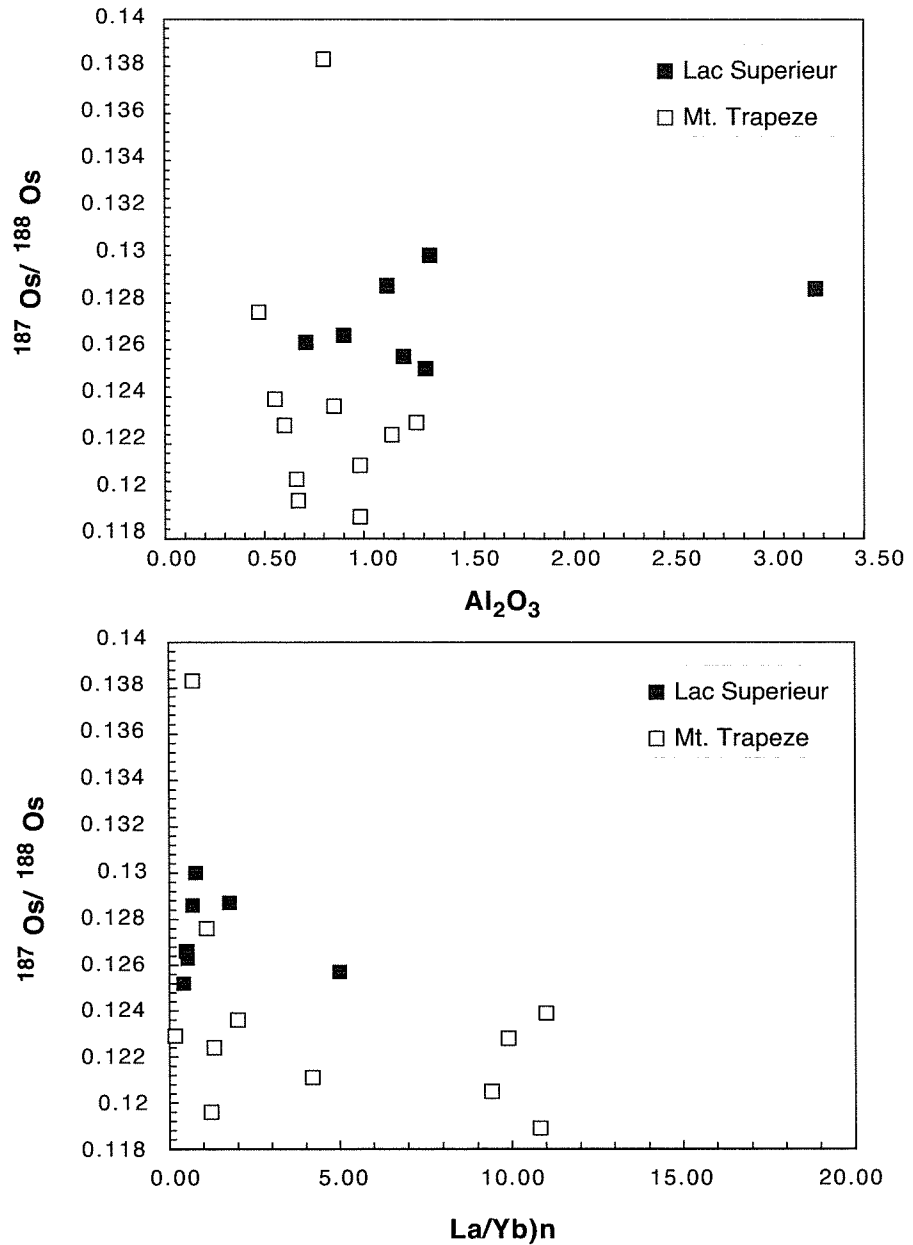 0.14
0.138
0.136
0.134
0.132
0.13
0.128
0.126
0.124
0.122
0.12
0.118
187 Os/ 188 Os
Lac Superieur
Mt. Trapeze
0.00 0.50 1.00 1.50 2.00 2.50 3.00 3.50
Al2O3
0.14
0.138
0.136
0.134
0.132
0.13
0.128
0.126
0.124
0.122
0.12
0.118
187 Os/ 188 Os
Lac Superieur
Mt. Trapeze
0.00 5.00 10.00 15.00 20.00
La/Yb)n